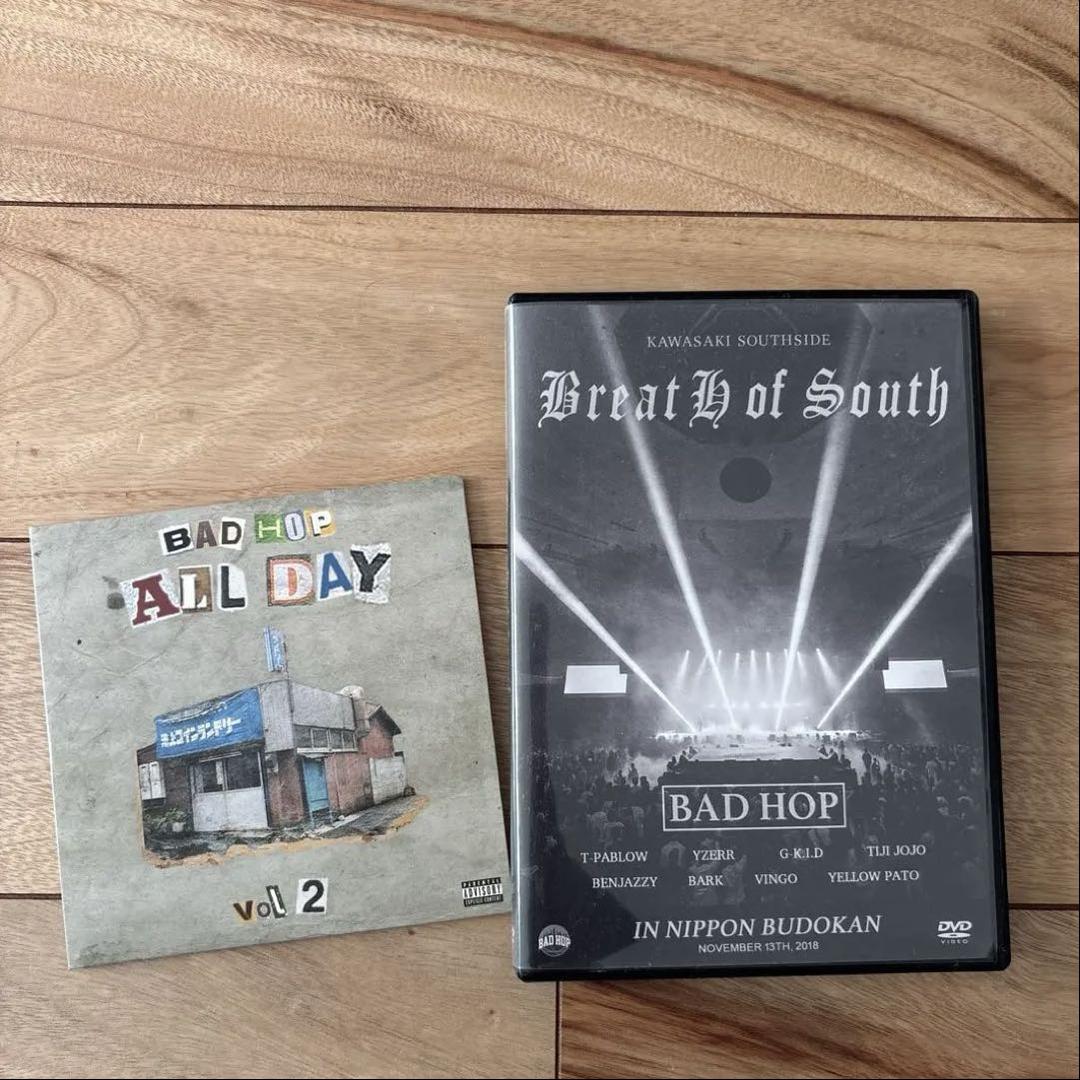 BAD HOP
ALL DAY
ミユコインランドリー
VOL 2
PARENTAL
ADVISORY
EXPLICIT CONTENT
KAWASAKI SOUTHSIDE
BreatH of South
BAD HOP
T-PABLOW YZERR G-K.I.D TIJI JOJO
BENJAZZY BARK VINGO YELLOW PATO
IN NIPPON BUDOKAN
NOVEMBER 13TH, 2018
BAD HOP
DVD
VIDEO